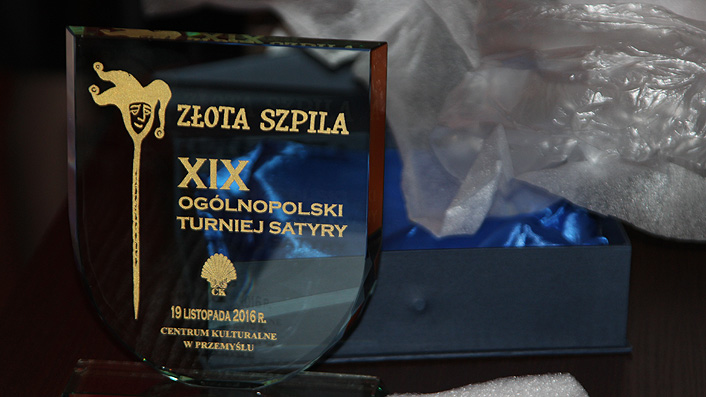 ZŁOTA SZPILA
XIX
OGÓLNOPOLSKI
TURNIEJ SATYRY
CK
19 LISTOPADA 2016 R.
CENTRUM KULTURALNE
W PRZEMYŚLU